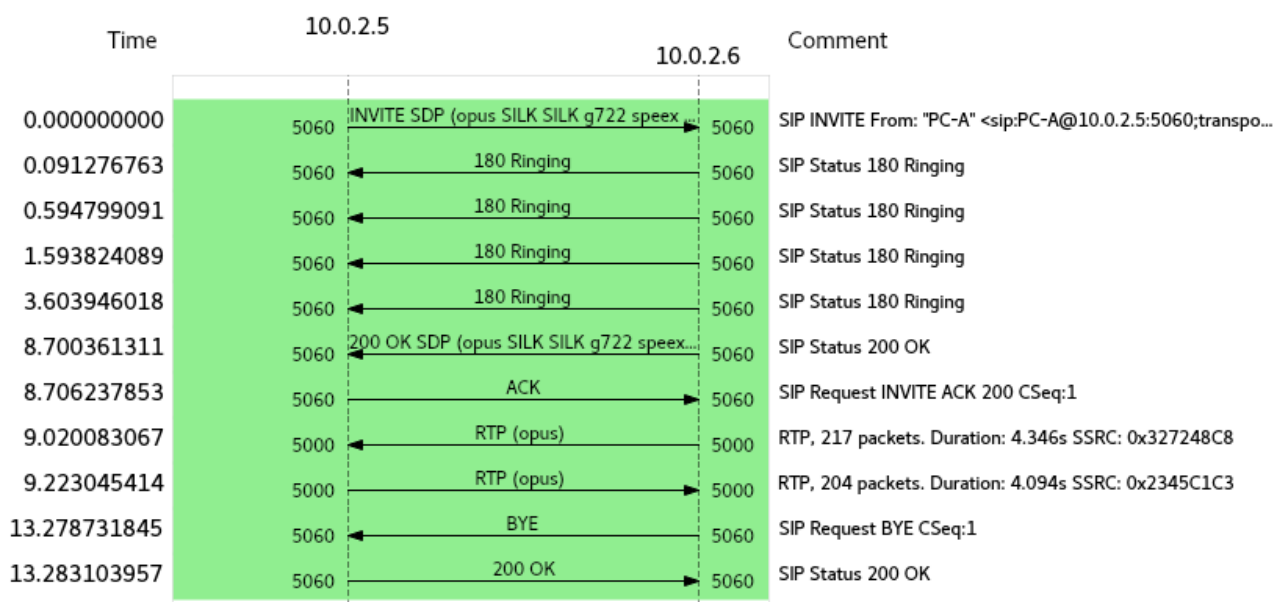 Time 10.0.2.5 10.0.2.6 Comment
0.000000000 5060 INVITE SDP (opus SILK SILK g722 speex ... 5060 SIP INVITE From: "PC-A" <sip:PC-A@10.0.2.5:5060;transpo...
0.091276763 5060 180 Ringing 5060 SIP Status 180 Ringing
0.594799091 5060 180 Ringing 5060 SIP Status 180 Ringing
1.593824089 5060 180 Ringing 5060 SIP Status 180 Ringing
3.603946018 5060 180 Ringing 5060 SIP Status 180 Ringing
8.700361311 5060 200 OK SDP (opus SILK SILK g722 speex... 5060 SIP Status 200 OK
8.706237853 5060 ACK 5060 SIP Request INVITE ACK 200 CSeq:1
9.020083067 5000 RTP (opus) 5000 RTP, 217 packets. Duration: 4.346s SSRC: 0x327248C8
9.223045414 5000 RTP (opus) 5000 RTP, 204 packets. Duration: 4.094s SSRC: 0x2345C1C3
13.278731845 5060 BYE 5060 SIP Request BYE CSeq:1
13.283103957 5060 200 OK 5060 SIP Status 200 OK